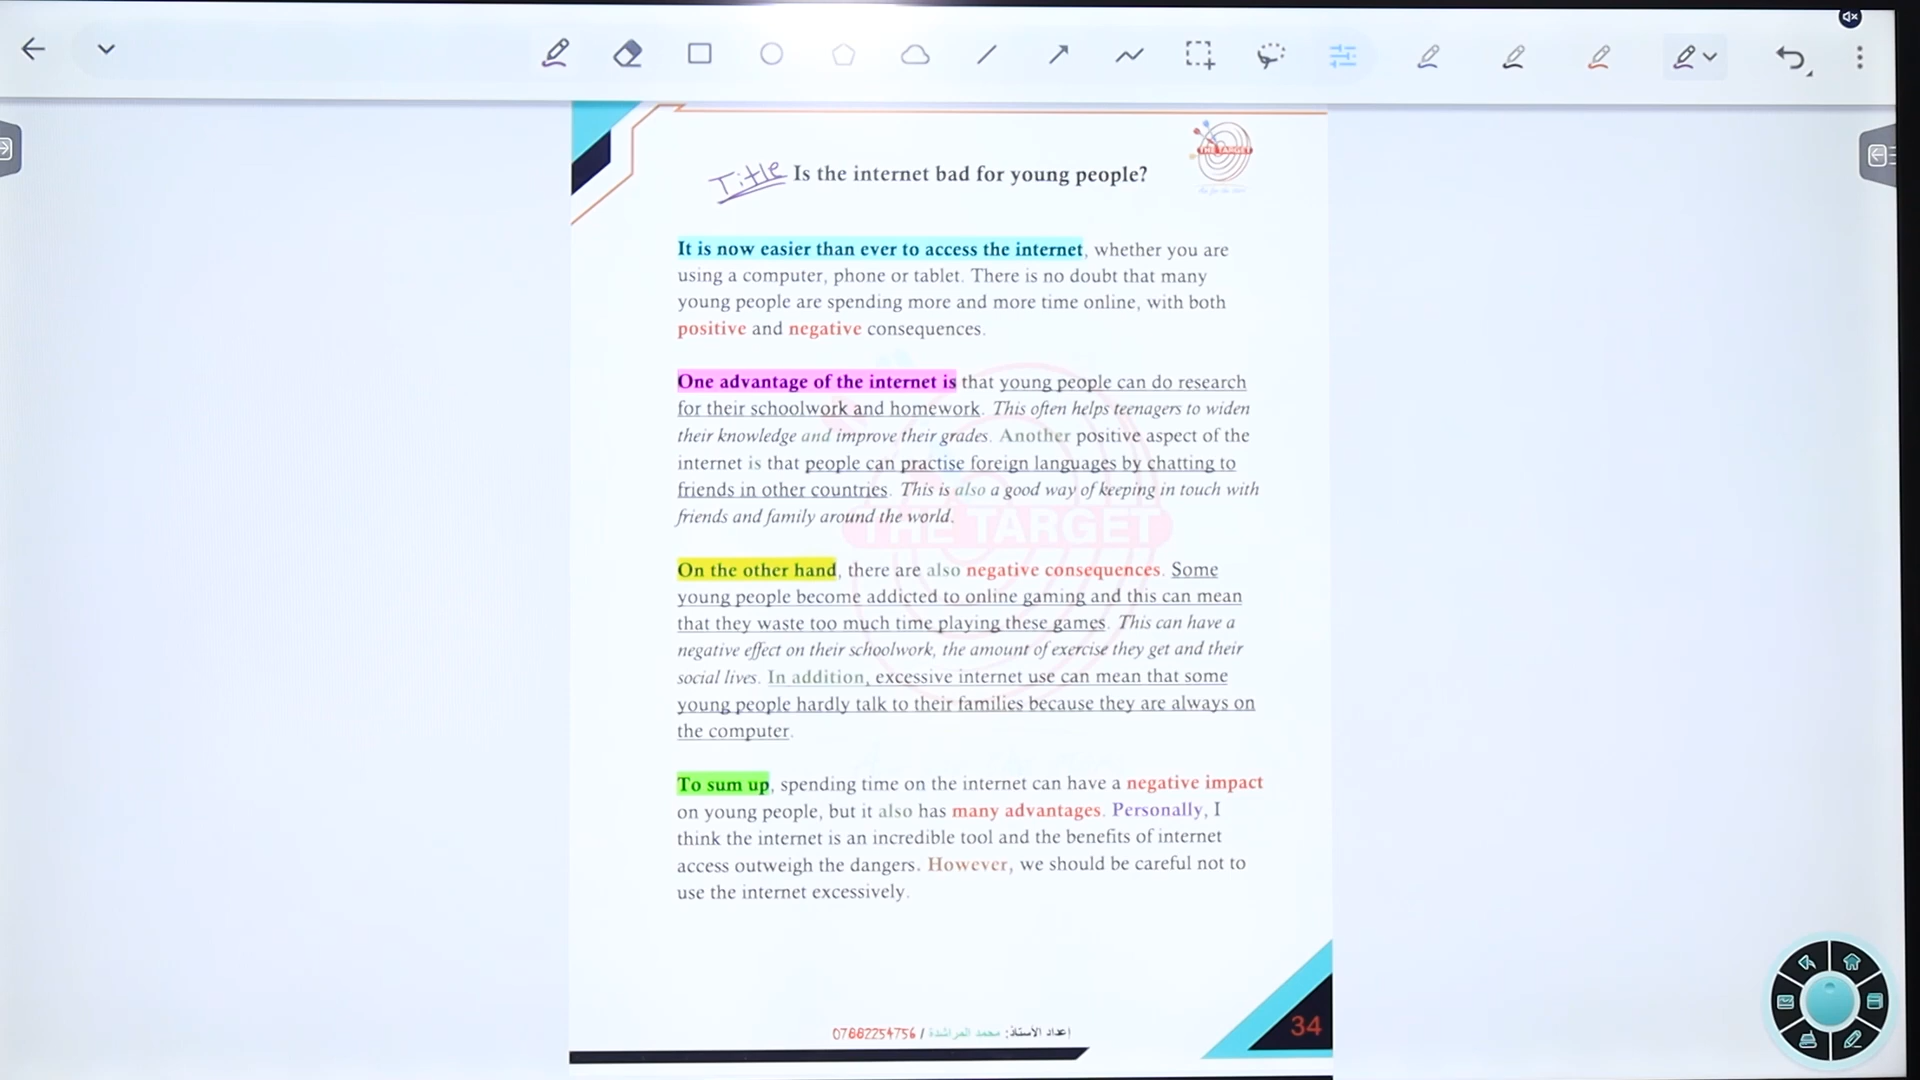 THE TARGET
Title Is the internet bad for young people?
It is now easier than ever to access the internet, whether you are
using a computer, phone or tablet. There is no doubt that many
young people are spending more and more time online, with both
positive and negative consequences.
One advantage of the internet is that young people can do research
for their schoolwork and homework. This often helps teenagers to widen
their knowledge and improve their grades. Another positive aspect of the
internet is that people can practise foreign languages by chatting to
friends in other countries. This is also a good way of keeping in touch with
friends and family around the world.
THE TARGET
On the other hand, there are also negative consequences. Some
young people become addicted to online gaming and this can mean
that they waste too much time playing these games. This can have a
negative effect on their schoolwork, the amount of exercise they get and their
social lives. In addition, excessive internet use can mean that some
young people hardly talk to their families because they are always on
the computer.
To sum up, spending time on the internet can have a negative impact
on young people, but it also has many advantages. Personally, I
think the internet is an incredible tool and the benefits of internet
access outweigh the dangers. However, we should be careful not to
use the internet excessively.
إعداد الأستاذ: محمد المراشدة / 07882254756
34